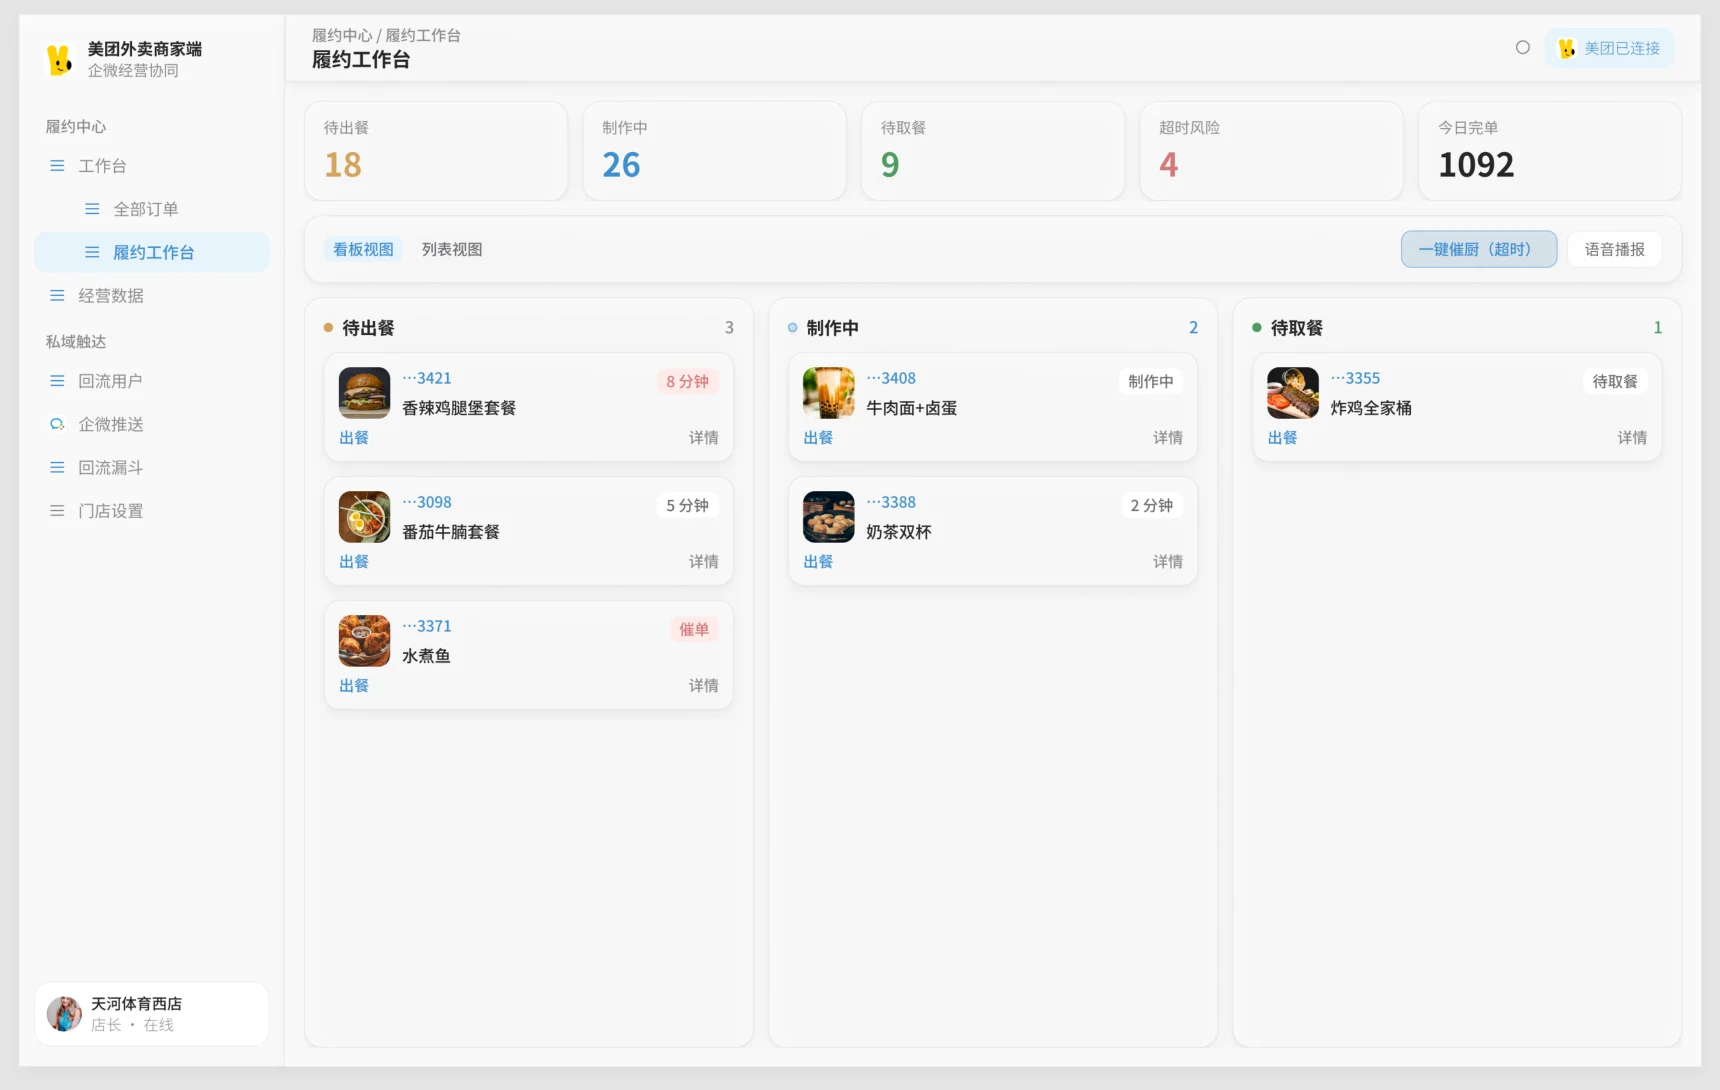 美团外卖商家端
企微经营协同
履约中心
工作台
全部订单
履约工作台
经营数据
私域触达
回流用户
企微推送
回流漏斗
门店设置
天河体育西店
店长 · 在线
履约中心 / 履约工作台
履约工作台
美团已连接
待出餐
18
制作中
26
待取餐
9
超时风险
4
今日完单
1092
看板视图
列表视图
一键催厨（超时）
语音播报
待出餐
3
…3421
8 分钟
香辣鸡腿堡套餐
出餐
详情
…3098
5 分钟
番茄牛腩套餐
出餐
详情
…3371
催单
水煮鱼
出餐
详情
制作中
2
…3408
制作中
牛肉面+卤蛋
出餐
详情
…3388
2 分钟
奶茶双杯
出餐
详情
待取餐
1
…3355
待取餐
炸鸡全家桶
出餐
详情